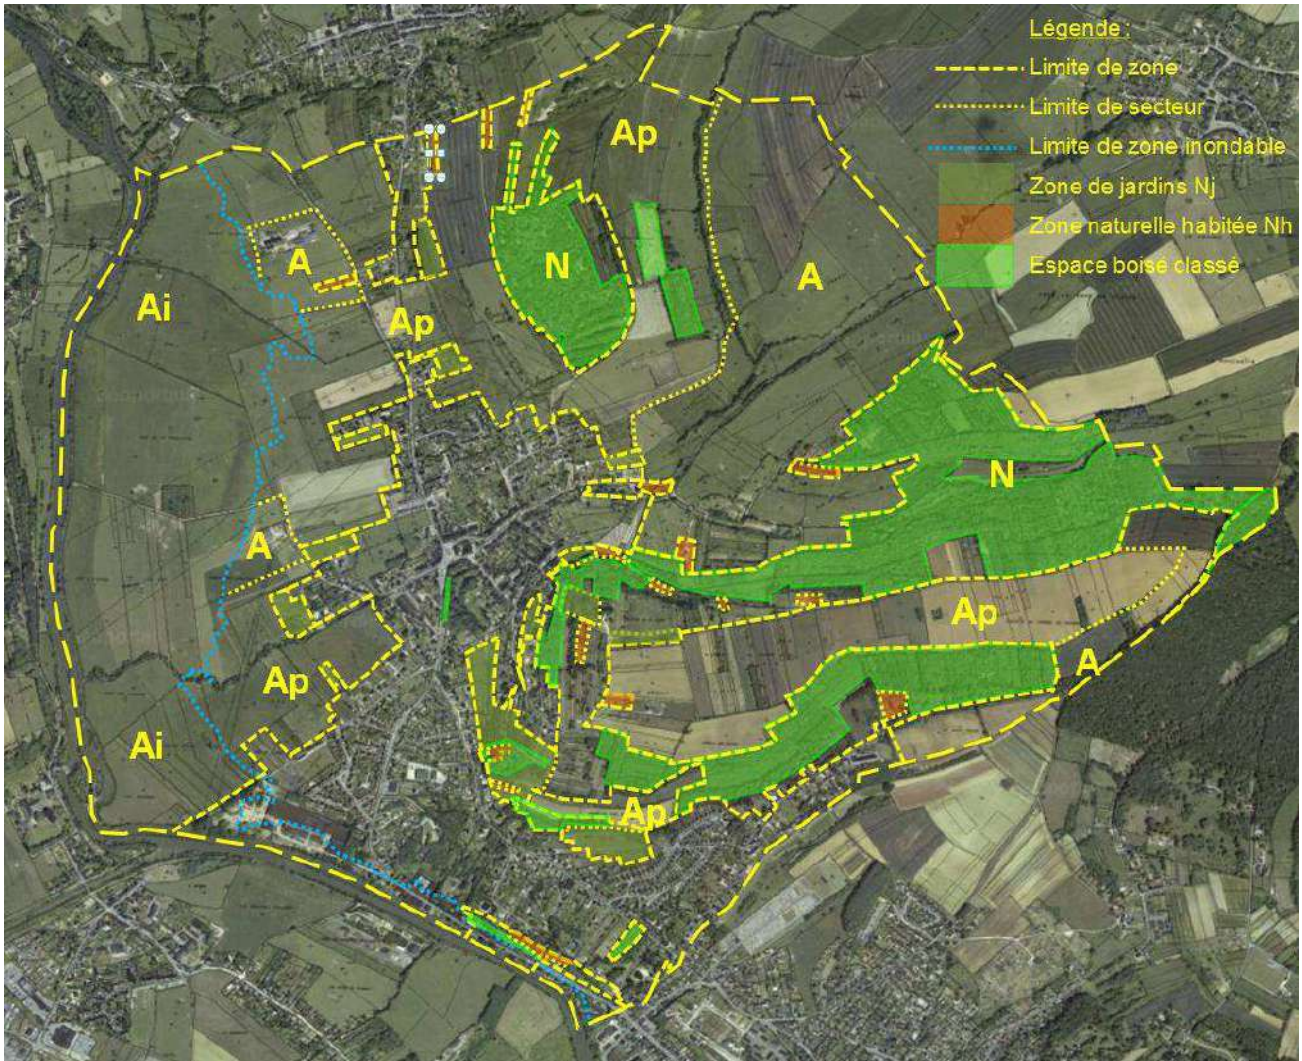 Légende :
Limite de zone
Limite de secteur
Limite de zone inondable
Zone de jardins Nj
Zone naturelle habitée Nh
Espace boisé classé
Ap
A
N
A
Ai
Ap
N
A
Ap
A
Ap
Ai
Ap